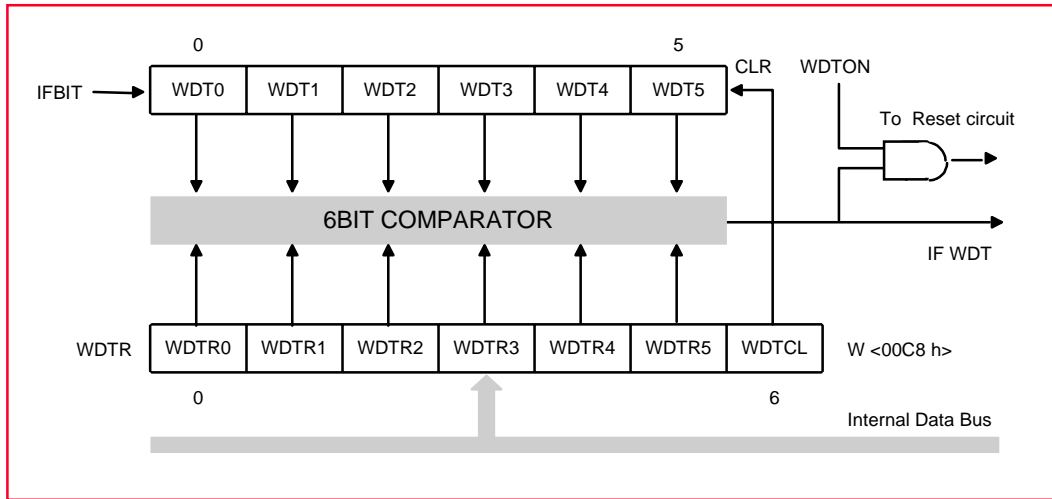 0 5
CLR WDTON
IFBIT WDT0 WDT1 WDT2 WDT3 WDT4 WDT5
To Reset circuit
6BIT COMPARATOR
IF WDT
WDTR WDTR0 WDTR1 WDTR2 WDTR3 WDTR4 WDTR5 WDTCL W <00C8 h>
0 6
Internal Data Bus